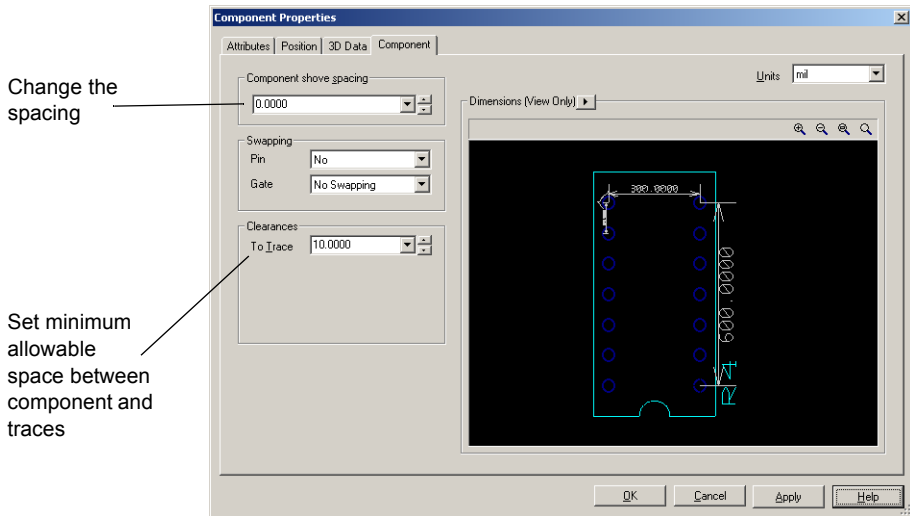 Component Properties
Attributes Position 3D Data Component
Change the
spacing
Component shove spacing
0.0000
Units mil
Dimensions (View Only)
Swapping
Pin No
Gate No Swapping
Clearances
To Trace 10.0000
300.0000
600.0000
R4
Set minimum
allowable
space between
component and
traces
OK Cancel Apply Help